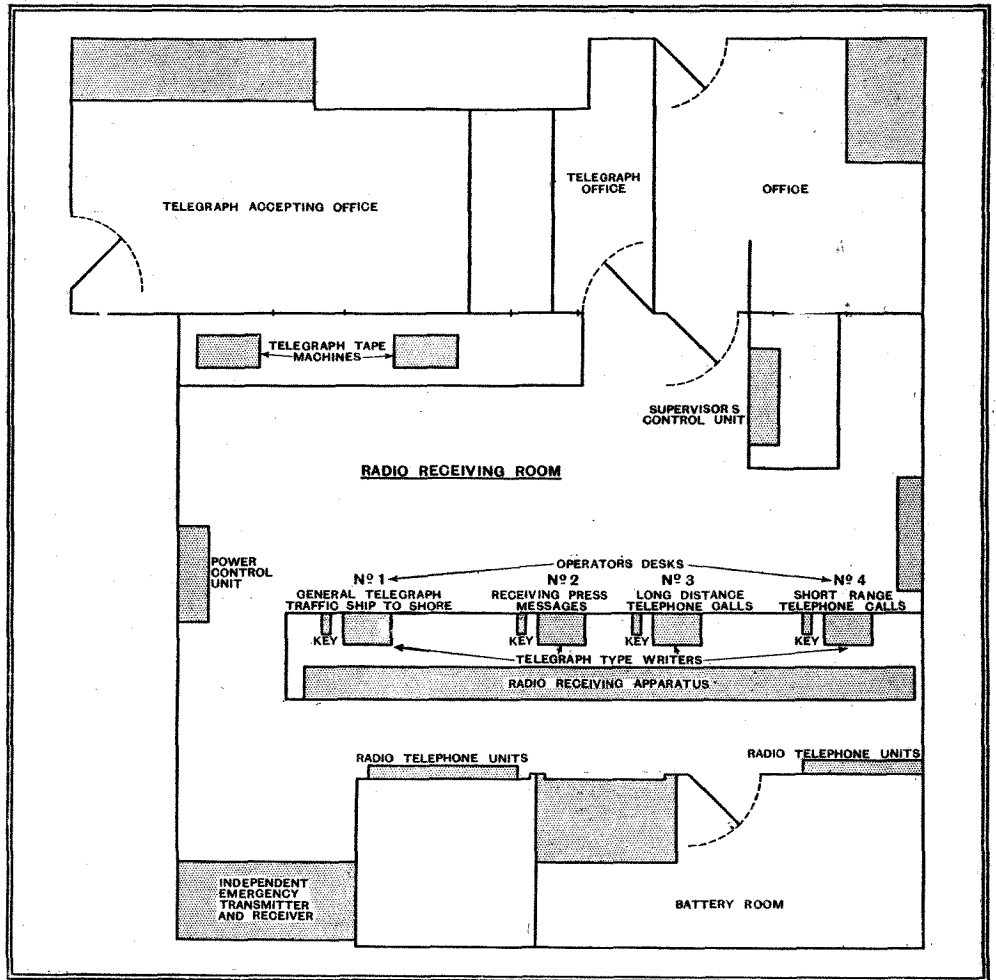 TELEGRAPH ACCEPTING OFFICE
TELEGRAPH
OFFICE
OFFICE
TELEGRAPH TAPE
MACHINES
SUPERVISORS
CONTROL UNIT
RADIO RECEIVING ROOM
POWER
CONTROL
UNIT
OPERATORS DESKS
Nº 1
GENERAL TELEGRAPH
TRAFFIC SHIP TO SHORE
Nº 2
RECEIVING PRESS
MESSAGES
Nº 3
LONG DISTANCE
TELEPHONE CALLS
Nº 4
SHORT RANGE
TELEPHONE CALLS
KEY
KEY
KEY
KEY
TELEGRAPH TYPE WRITERS
RADIO RECEIVING APPARATUS
RADIO TELEPHONE UNITS
RADIO TELEPHONE UNITS
INDEPENDENT
EMERGENCY
TRANSMITTER
AND RECEIVER
BATTERY ROOM